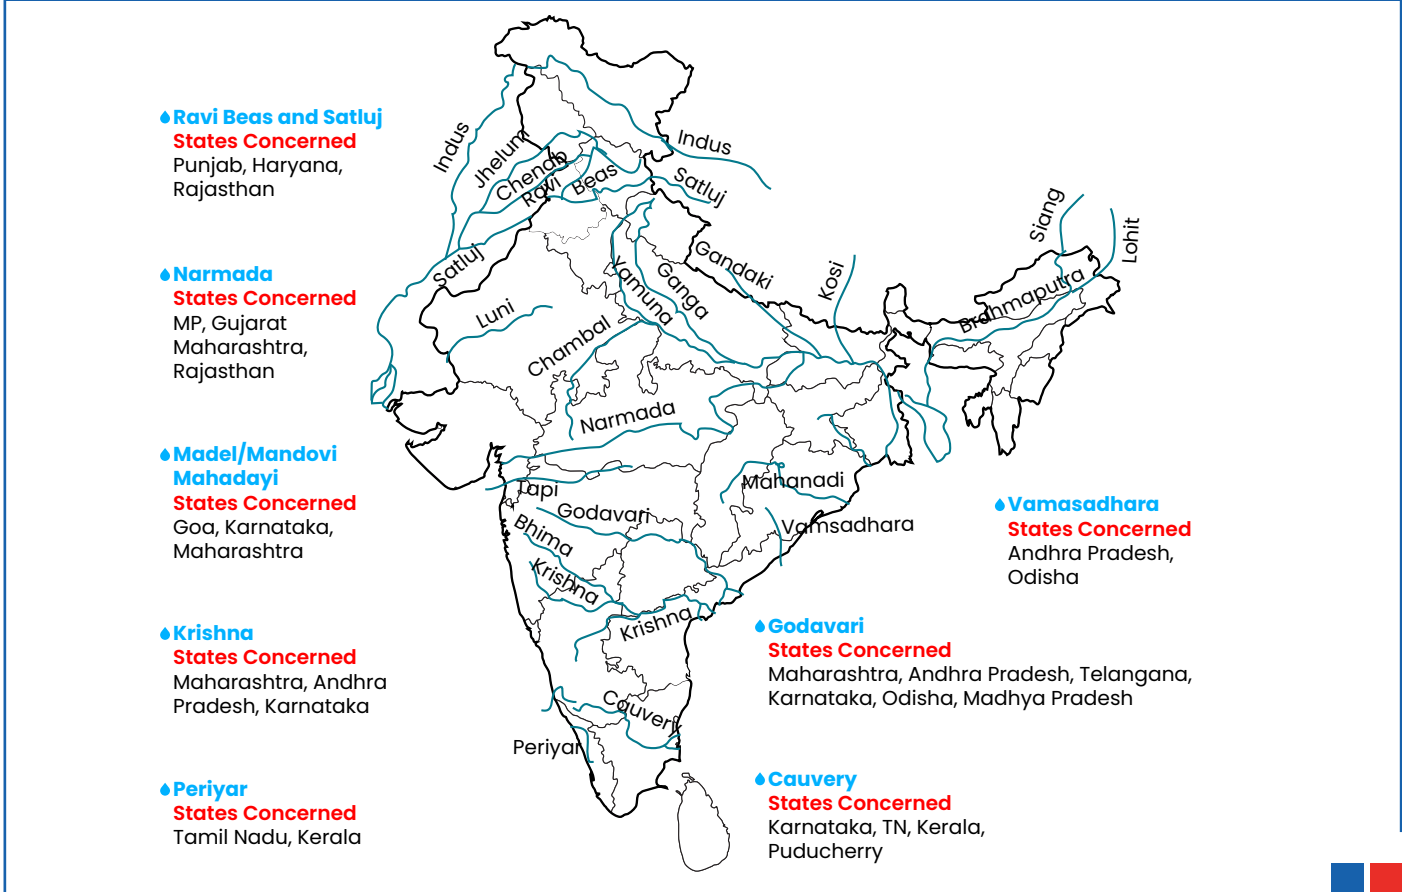 Ravi Beas and Satluj
States Concerned
Punjab, Haryana,
Rajasthan
Narmada
States Concerned
MP, Gujarat
Maharashtra,
Rajasthan
Madel/Mandovi
Mahadayi
States Concerned
Goa, Karnataka,
Maharashtra
Krishna
States Concerned
Maharashtra, Andhra
Pradesh, Karnataka
Periyar
States Concerned
Tamil Nadu, Kerala
Indus
Jhelum
Chenab
Ravi
Beas
Indus
Satluj
Satluj
Luni
Chambal
Yamuna
Ganga
Gandaki
Kosi
Siang
Lohit
Brahmaputra
Narmada
Tapi
Mahanadi
Godavari
Vamsadhara
Bhima
Krishna
Krishna
Cauvery
Periyar
Vamasadhara
States Concerned
Andhra Pradesh,
Odisha
Godavari
States Concerned
Maharashtra, Andhra Pradesh, Telangana,
Karnataka, Odisha, Madhya Pradesh
Cauvery
States Concerned
Karnataka, TN, Kerala,
Puducherry